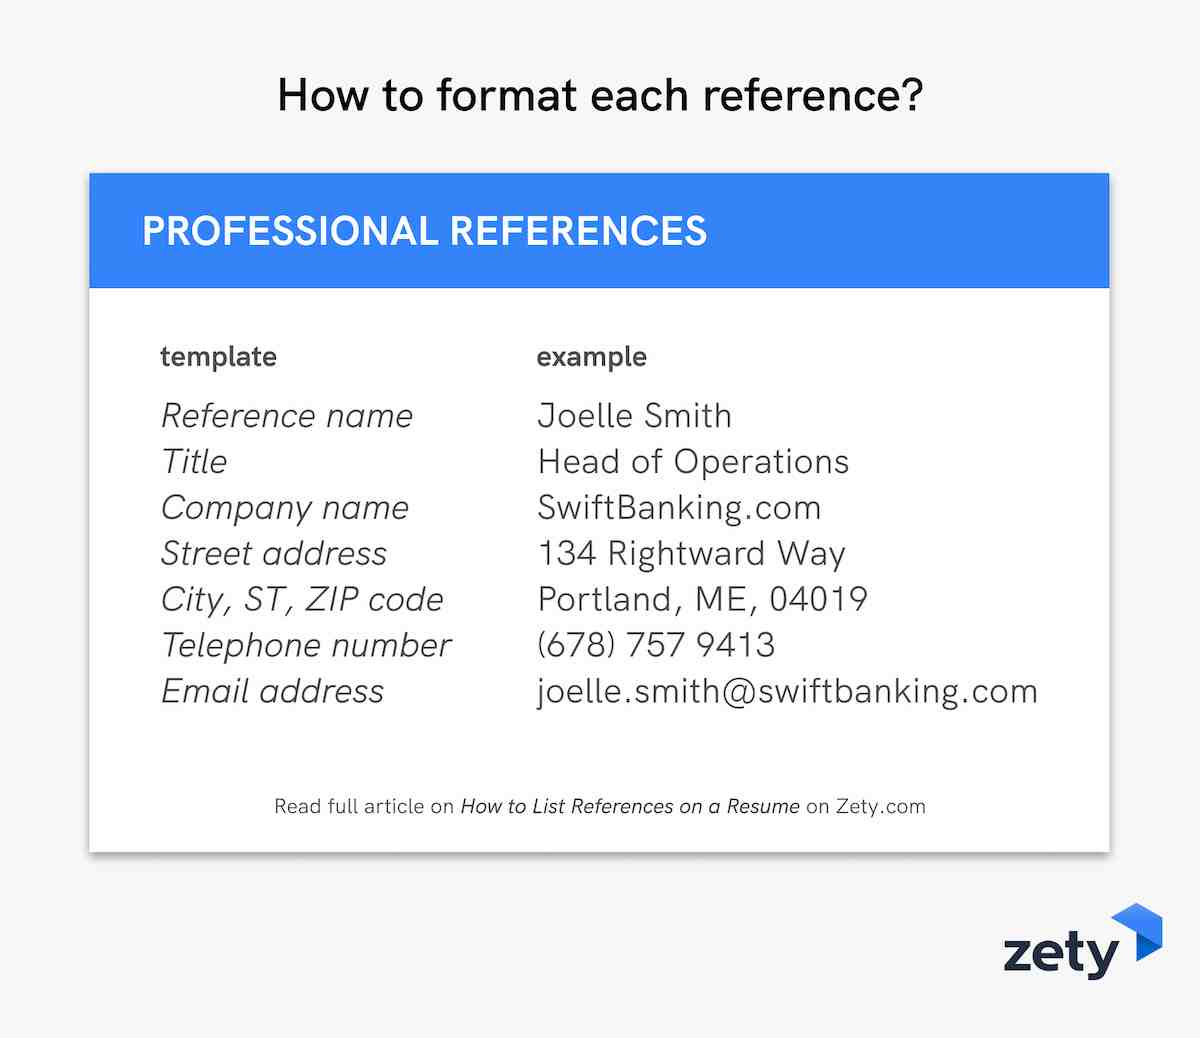 How to format each reference?
PROFESSIONAL REFERENCES
template
example
Reference name
Joelle Smith
Title
Head of Operations
Company name
SwiftBanking.com
Street address
134 Rightward Way
City, ST, ZIP code
Portland, ME, 04019
Telephone number
(678) 757 9413
Email address
joelle.smith@swiftbanking.com
Read full article on How to List References on a Resume on Zety.com
zety